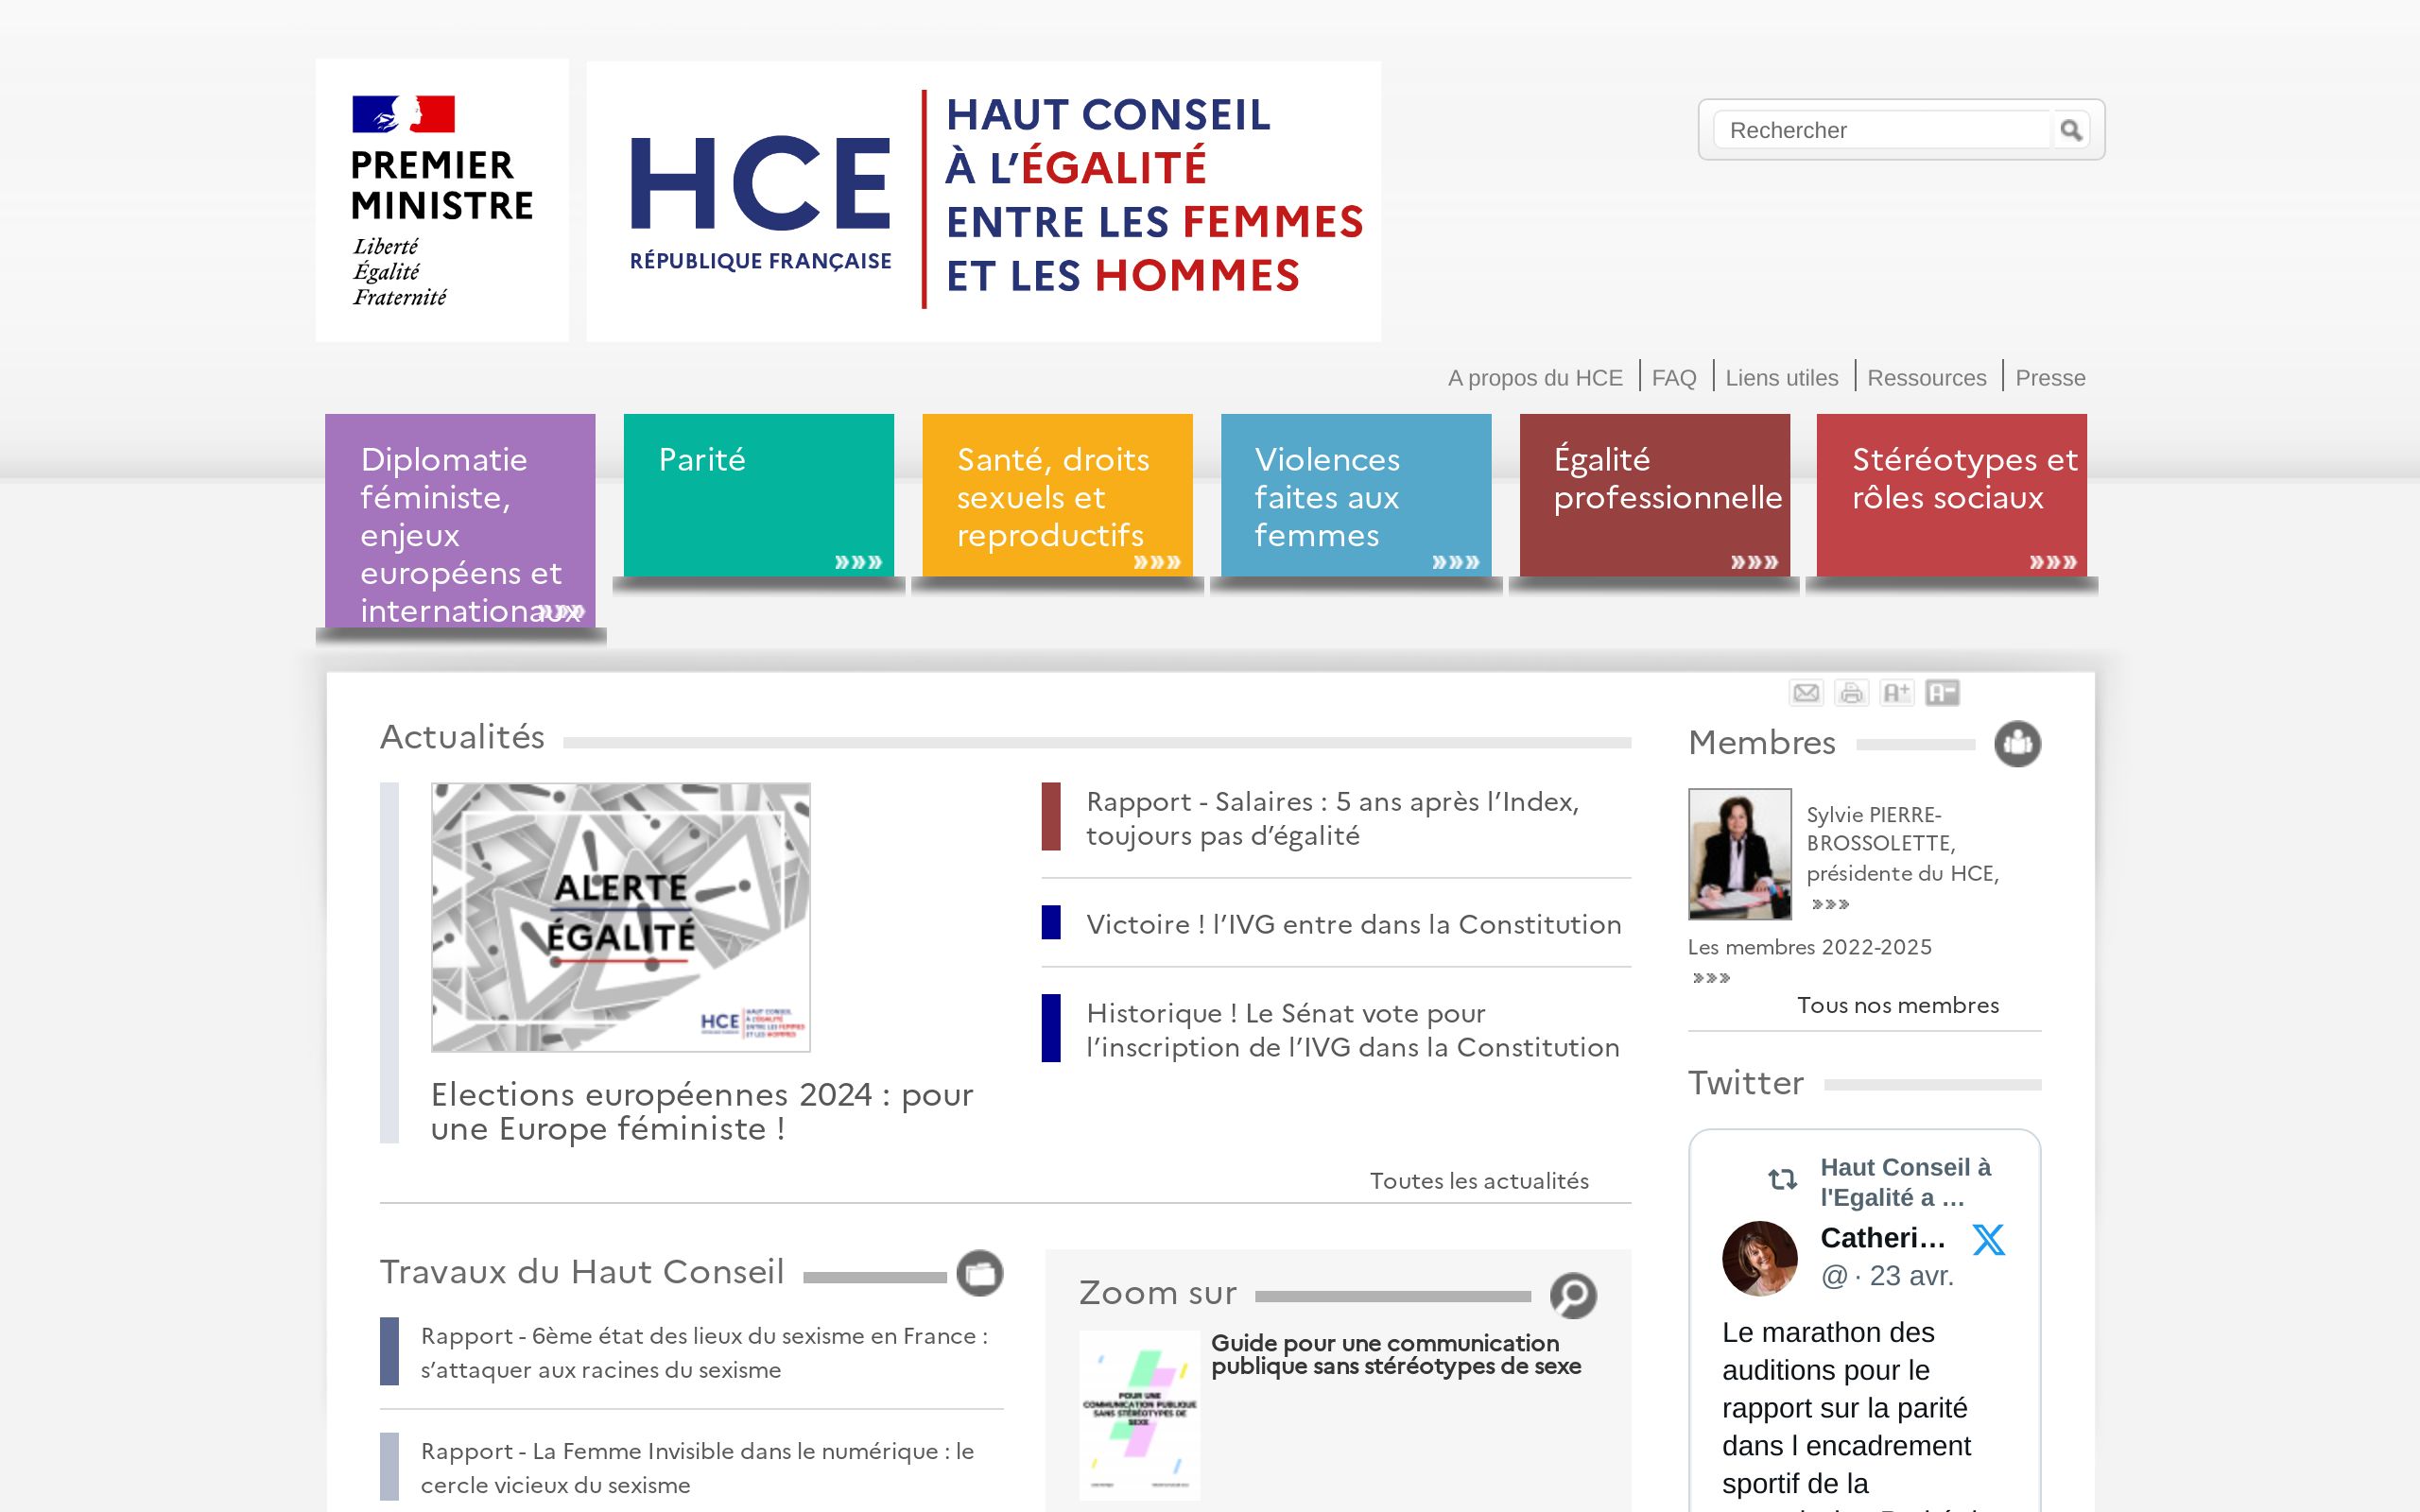 PREMIER
MINISTRE
Liberté
Égalité
Fraternité
HCE
RÉPUBLIQUE FRANÇAISE
HAUT CONSEIL
À L’ÉGALITÉ
ENTRE LES FEMMES
ET LES HOMMES
Rechercher
A propos du HCE
FAQ
Liens utiles
Ressources
Presse
Diplomatie
féministe,
enjeux
européens et
internationaux
»»»
Parité
»»»
Santé, droits
sexuels et
reproductifs
»»»
Violences
faites aux
femmes
»»»
Égalité
professionnelle
»»»
Stéréotypes et
rôles sociaux
»»»
A+
A-
Actualités
ALERTE
ÉGALITÉ
HCE
HAUT CONSEIL
À L’ÉGALITÉ
ENTRE LES FEMMES
ET LES HOMMES
Elections européennes 2024 : pour
une Europe féministe !
Rapport - Salaires : 5 ans après l’Index,
toujours pas d’égalité
Victoire ! l’IVG entre dans la Constitution
Historique ! Le Sénat vote pour
l’inscription de l’IVG dans la Constitution
Toutes les actualités
Membres
Sylvie PIERRE-
BROSSOLETTE,
présidente du HCE,
»»»
Les membres 2022-2025
»»»
Tous nos membres
Twitter
Haut Conseil à
l'Egalité a …
Catheri…
@ · 23 avr.
Le marathon des
auditions pour le
rapport sur la parité
dans l encadrement
sportif de la
Travaux du Haut Conseil
Rapport - 6ème état des lieux du sexisme en France :
s’attaquer aux racines du sexisme
Rapport - La Femme Invisible dans le numérique : le
cercle vicieux du sexisme
Zoom sur
POUR UNE
COMMUNICATION PUBLIQUE
SANS STÉRÉOTYPES DE
SEXE
Guide pour une communication
publique sans stéréotypes de sexe